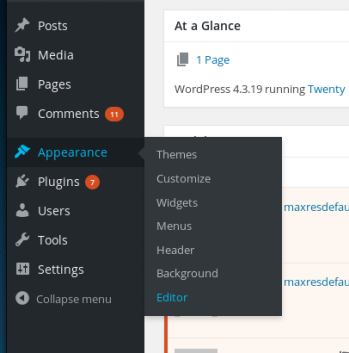 Posts
Media
Pages
Comments 11
Appearance
Plugins 7
Users
Tools
Settings
Collapse menu
Themes
Customize
Widgets
Menus
Header
Background
Editor
At a Glance
1 Page
WordPress 4.3.19 running Twenty
maxresdefau
maxresdefau